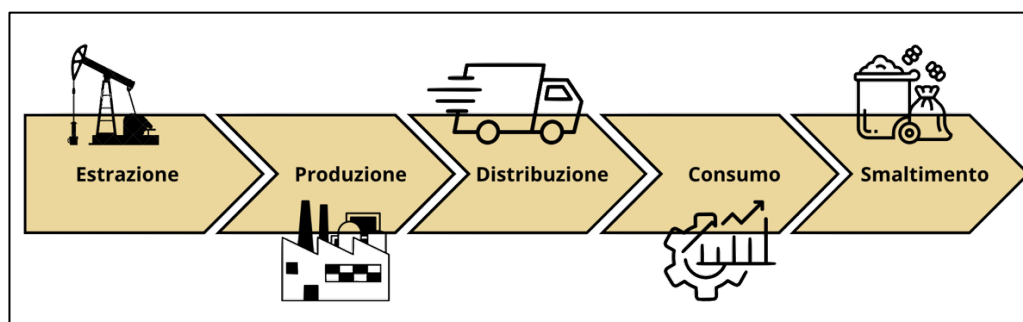 Estrazione
Produzione
Distribuzione
Consumo
Smaltimento